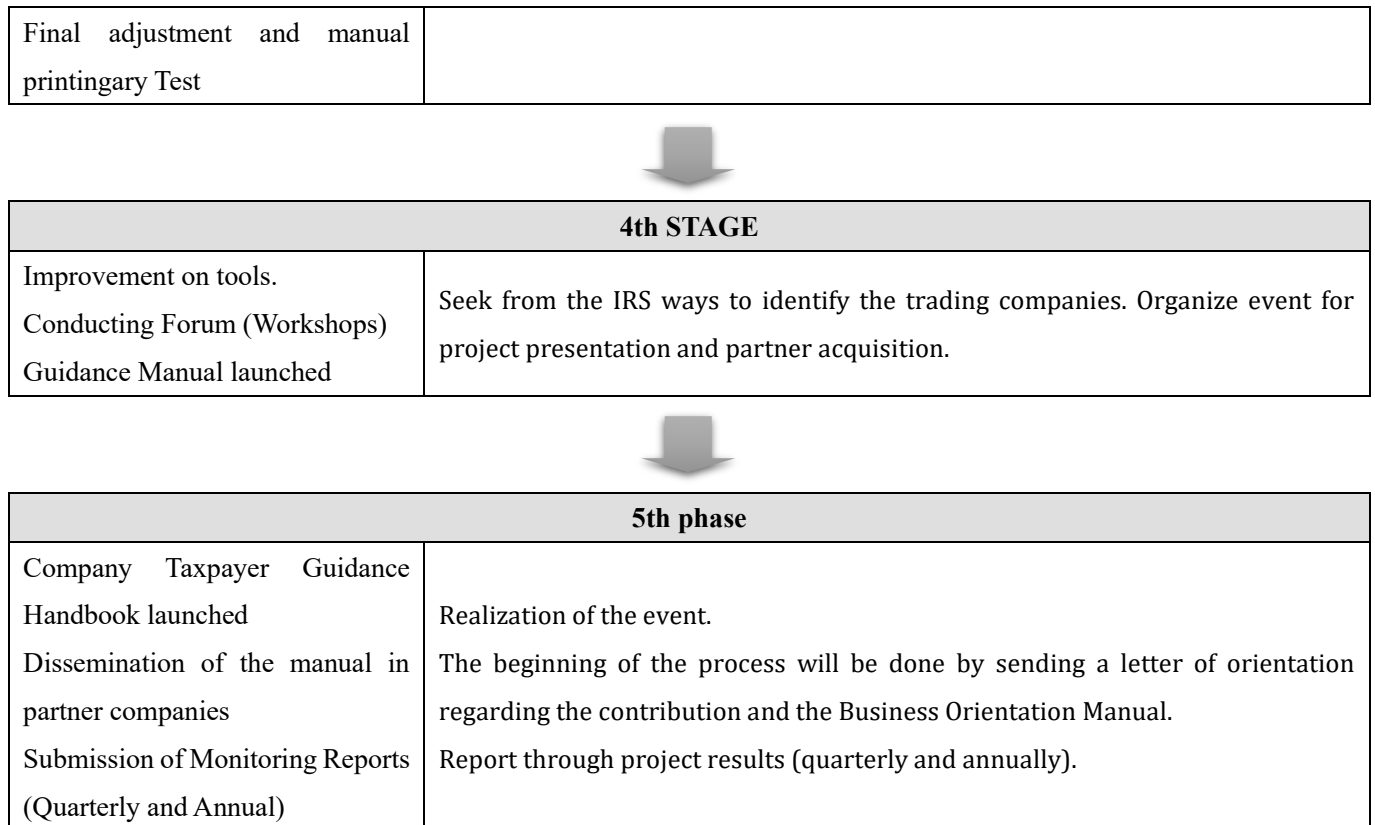 Final adjustment and manual
printingary Test
4th STAGE
Improvement on tools.
Conducting Forum (Workshops)
Guidance Manual launched
Seek from the IRS ways to identify the trading companies. Organize event for
project presentation and partner acquisition.
5th phase
Company Taxpayer Guidance
Handbook launched
Dissemination of the manual in
partner companies
Submission of Monitoring Reports
(Quarterly and Annual)
Realization of the event.
The beginning of the process will be done by sending a letter of orientation
regarding the contribution and the Business Orientation Manual.
Report through project results (quarterly and annually).